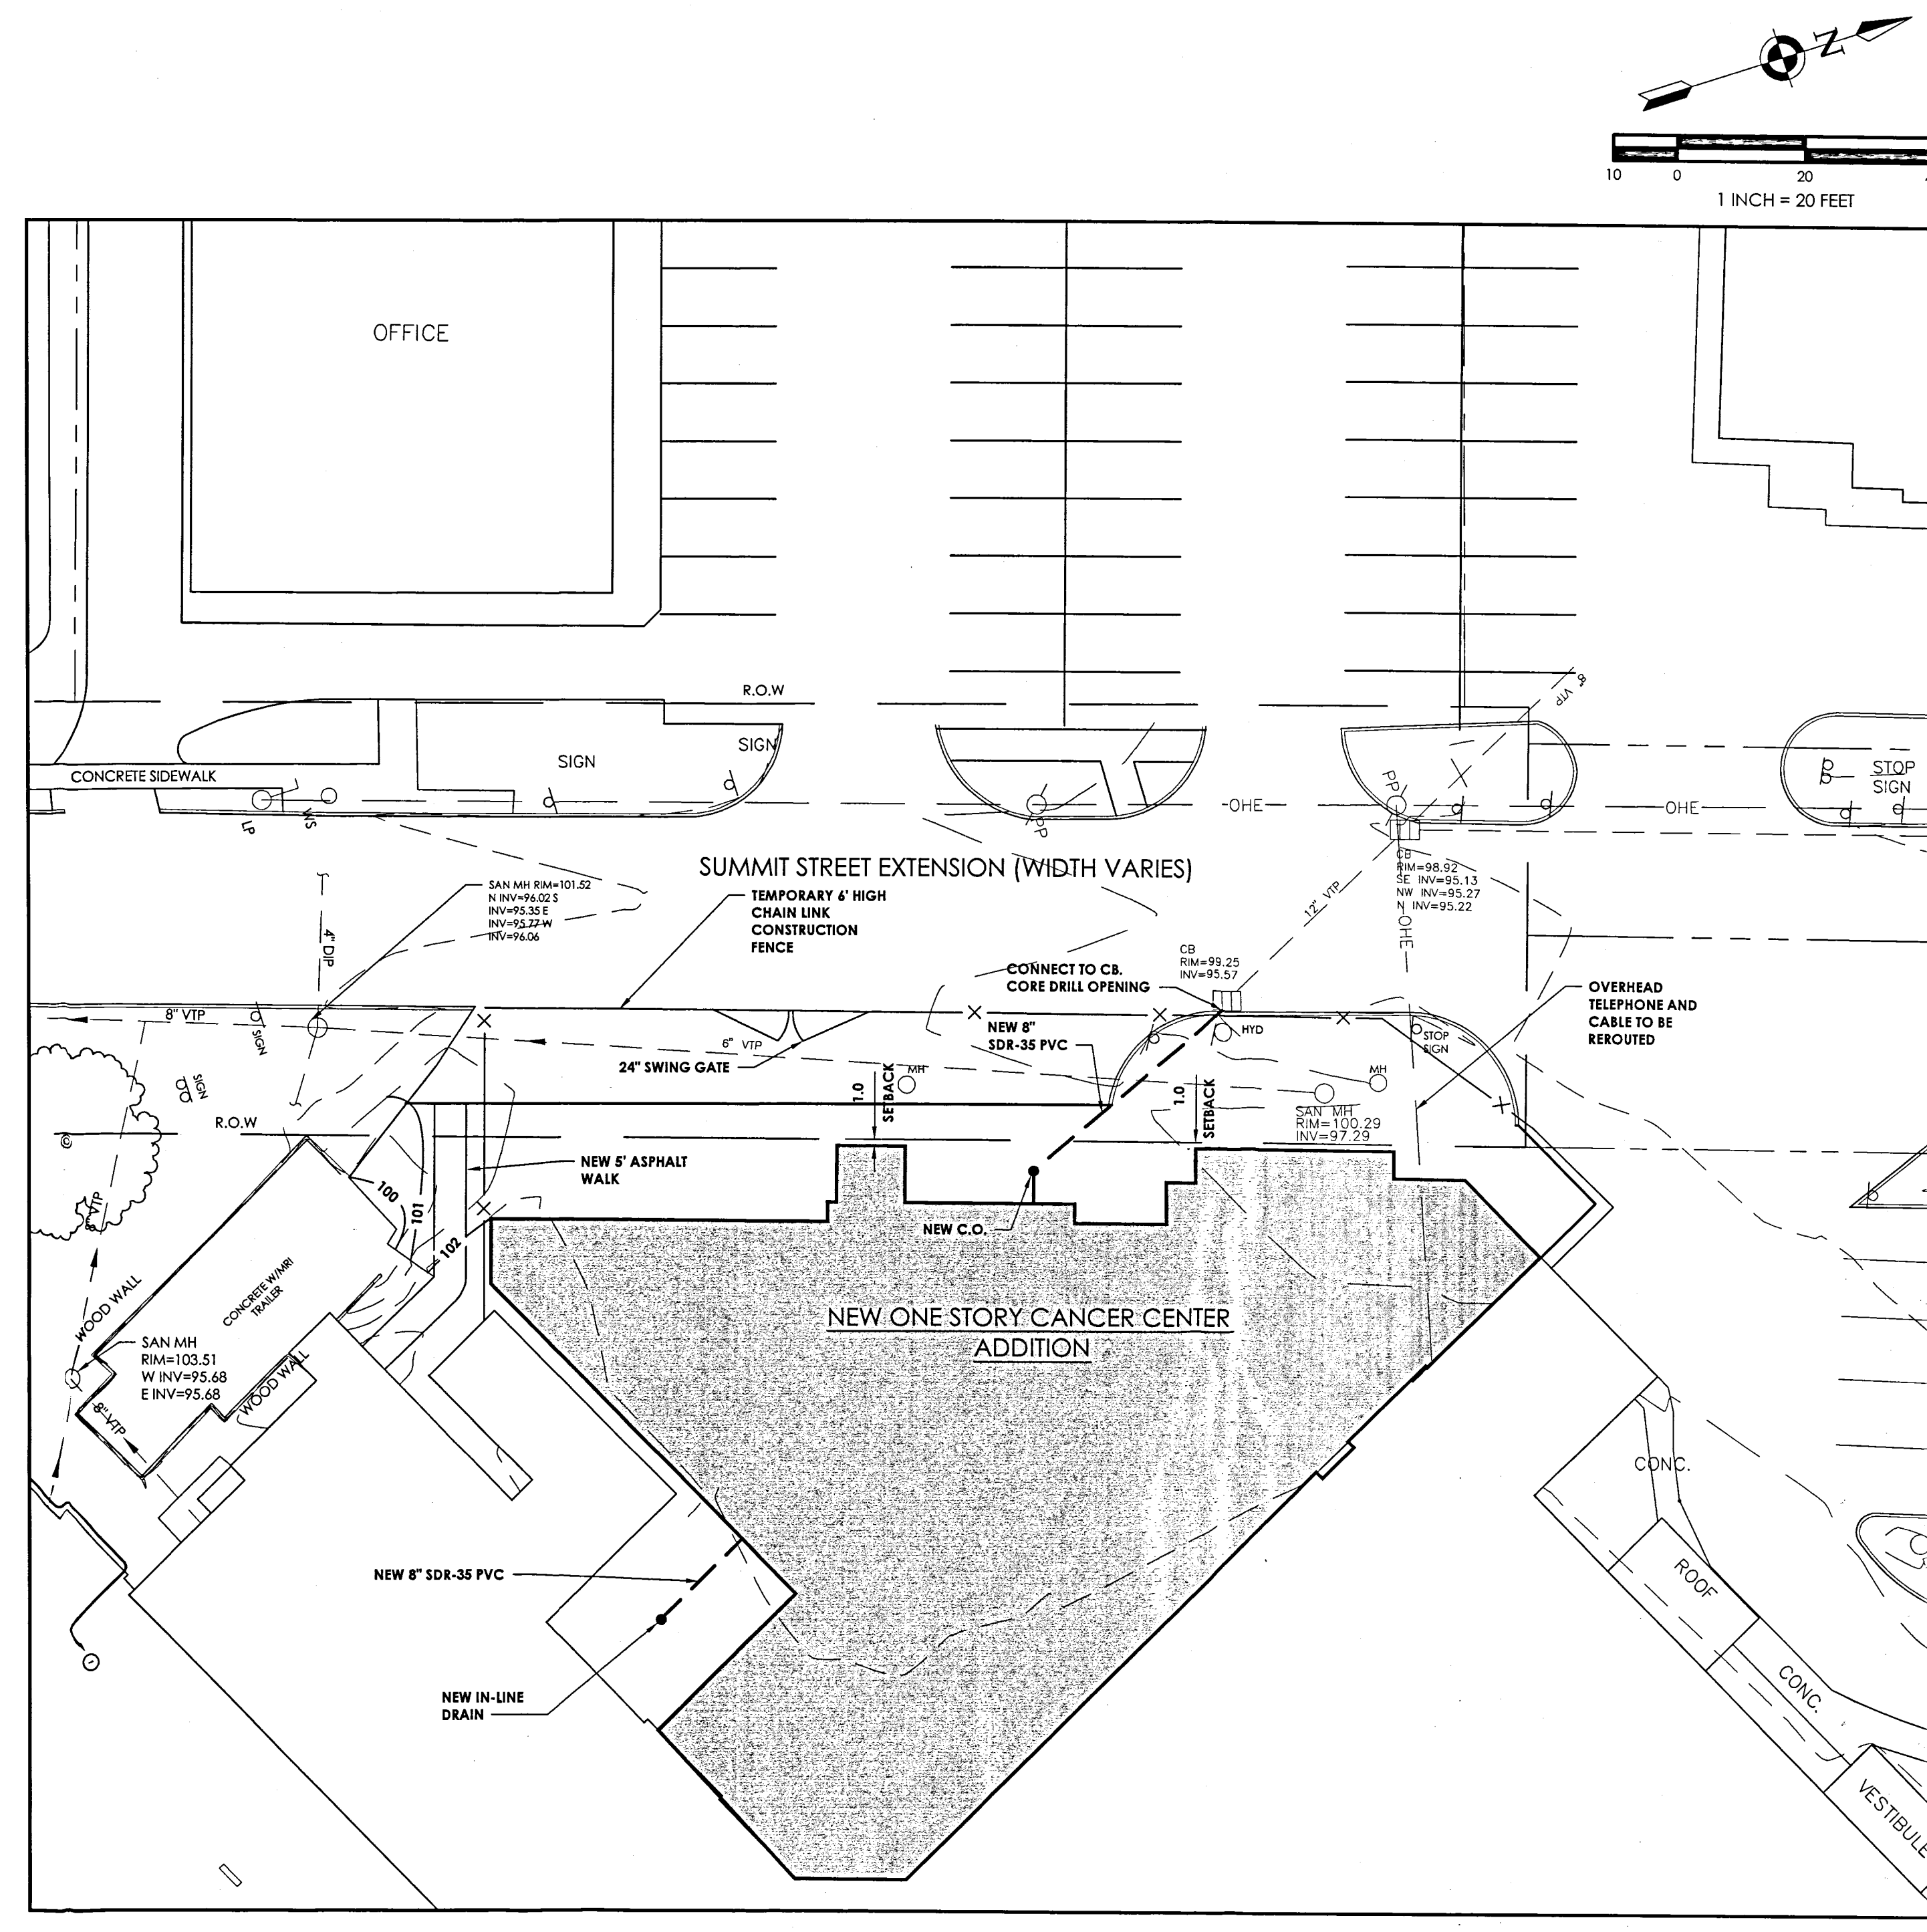 N
10 0 20
1 INCH = 20 FEET
OFFICE
R.O.W
SIGN
SIGN
CONCRETE SIDEWALK
LP
WS
PP
PP
OHE
OHE
8" VTP
STOP
SIGN
SUMMIT STREET EXTENSION (WIDTH VARIES)
SAN MH RIM=101.52
N INV=96.02 S
INV=95.35 E
INV=95.77 W
INV=96.06
TEMPORARY 6' HIGH
CHAIN LINK
CONSTRUCTION
FENCE
CB
RIM=98.92
SE INV=95.13
NW INV=95.27
N INV=95.22
12" VTP
OHE
4" DIP
CB
RIM=99.25
INV=95.57
CONNECT TO CB.
CORE DRILL OPENING
OVERHEAD
TELEPHONE AND
CABLE TO BE
REROUTED
8" VTP
SIGN
6" VTP
24" SWING GATE
NEW 8"
SDR-35 PVC
HYD
STOP
SIGN
MH
MH
SIGN
1.0
SETBACK
1.0
SETBACK
SAN MH
RIM=100.29
INV=97.29
R.O.W
NEW 5' ASPHALT
WALK
100
101
102
8" VTP
NEW C.O.
CONCRETE W/MRI
TRAILER
WOOD WALL
NEW ONE STORY CANCER CENTER
ADDITION
SAN MH
RIM=103.51
W INV=95.68
E INV=95.68
WOOD WALL
8" VTP
CONC.
NEW 8" SDR-35 PVC
ROOF
NEW IN-LINE
DRAIN
CONC.
VESTIBULE